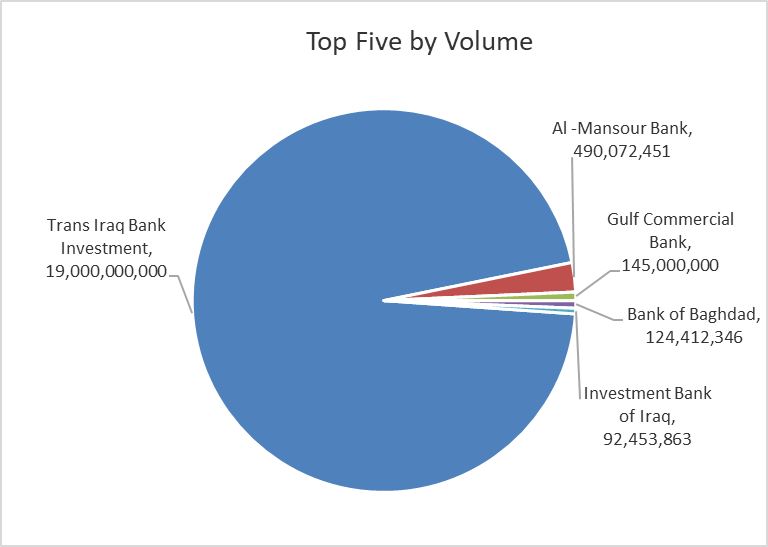 Top Five by Volume
Al -Mansour Bank,
490,072,451
Gulf Commercial
Bank,
145,000,000
Trans Iraq Bank
Investment,
19,000,000,000
Bank of Baghdad,
124,412,346
Investment Bank
of Iraq,
92,453,863